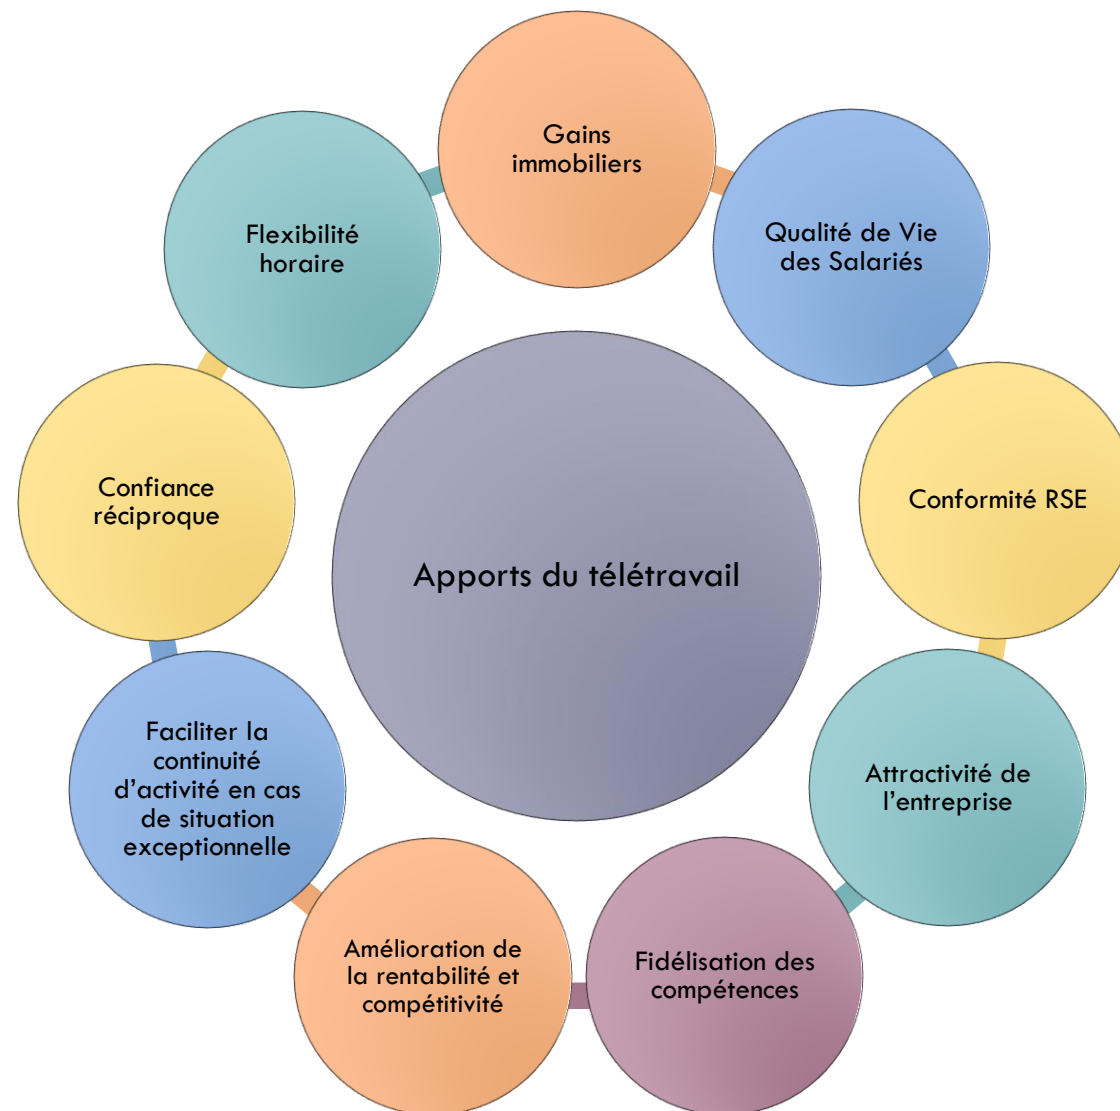 Gains
immobiliers
Qualité de Vie
des Salariés
Conformité RSE
Attractivité de
l’entreprise
Fidélisation des
compétences
Amélioration de
la rentabilité et
compétitivité
Faciliter la
continuité
d’activité en cas
de situation
exceptionnelle
Confiance
réciproque
Flexibilité
horaire
Apports du télétravail